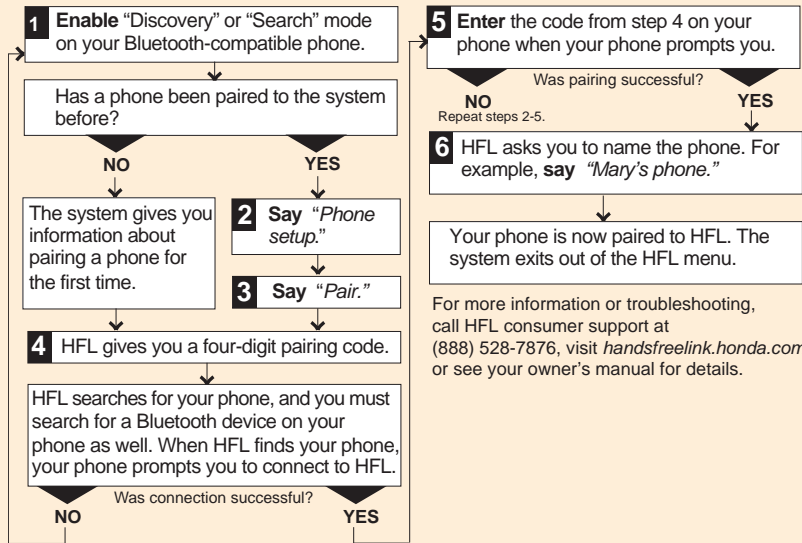 1 Enable “Discovery” or “Search” mode
on your Bluetooth-compatible phone.
Has a phone been paired to the system
before?
NO
YES
The system gives you
information about
pairing a phone for
the first time.
2 Say “Phone
setup.”
3 Say “Pair.”
4 HFL gives you a four-digit pairing code.
HFL searches for your phone, and you must
search for a Bluetooth device on your
phone as well. When HFL finds your phone,
your phone prompts you to connect to HFL.
Was connection successful?
NO
YES
5 Enter the code from step 4 on your
phone when your phone prompts you.
Was pairing successful?
NO
Repeat steps 2-5.
YES
6 HFL asks you to name the phone. For
example, say “Mary’s phone.”
Your phone is now paired to HFL. The
system exits out of the HFL menu.
For more information or troubleshooting,
call HFL consumer support at
(888) 528-7876, visit handsfreelink.honda.com
or see your owner’s manual for details.